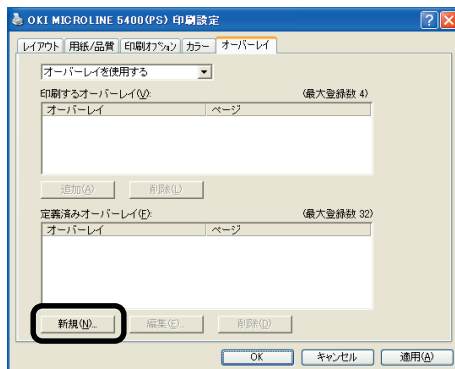 OKI MICROLINE 5400(PS) 印刷設定
レイアウト 用紙/品質 印刷オプション カラー オーバーレイ
オーバーレイを使用する
印刷するオーバーレイ(V): (最大登録数 4)
オーバーレイ ページ
追加(A) 削除(L)
定義済みオーバーレイ(F): (最大登録数 32)
オーバーレイ ページ
新規(N)... 編集(E)... 削除(D)
OK キャンセル 適用(A)